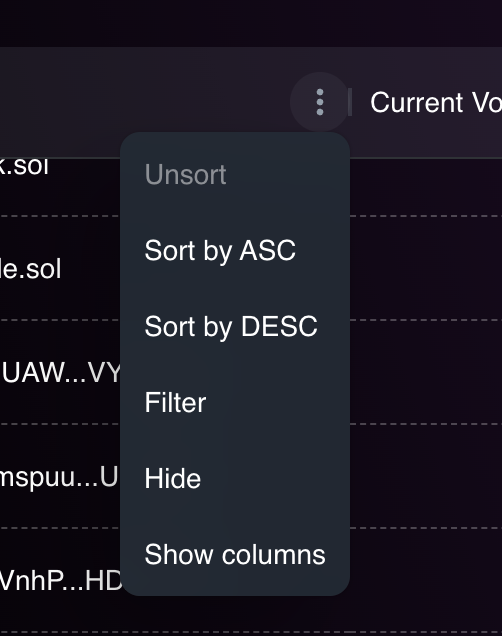 Current Vo
k.sol
Unsort
Sort by ASC
le.sol
Sort by DESC
UAW...VY
Filter
mspuu...U
Hide
VnhP...HD
Show columns